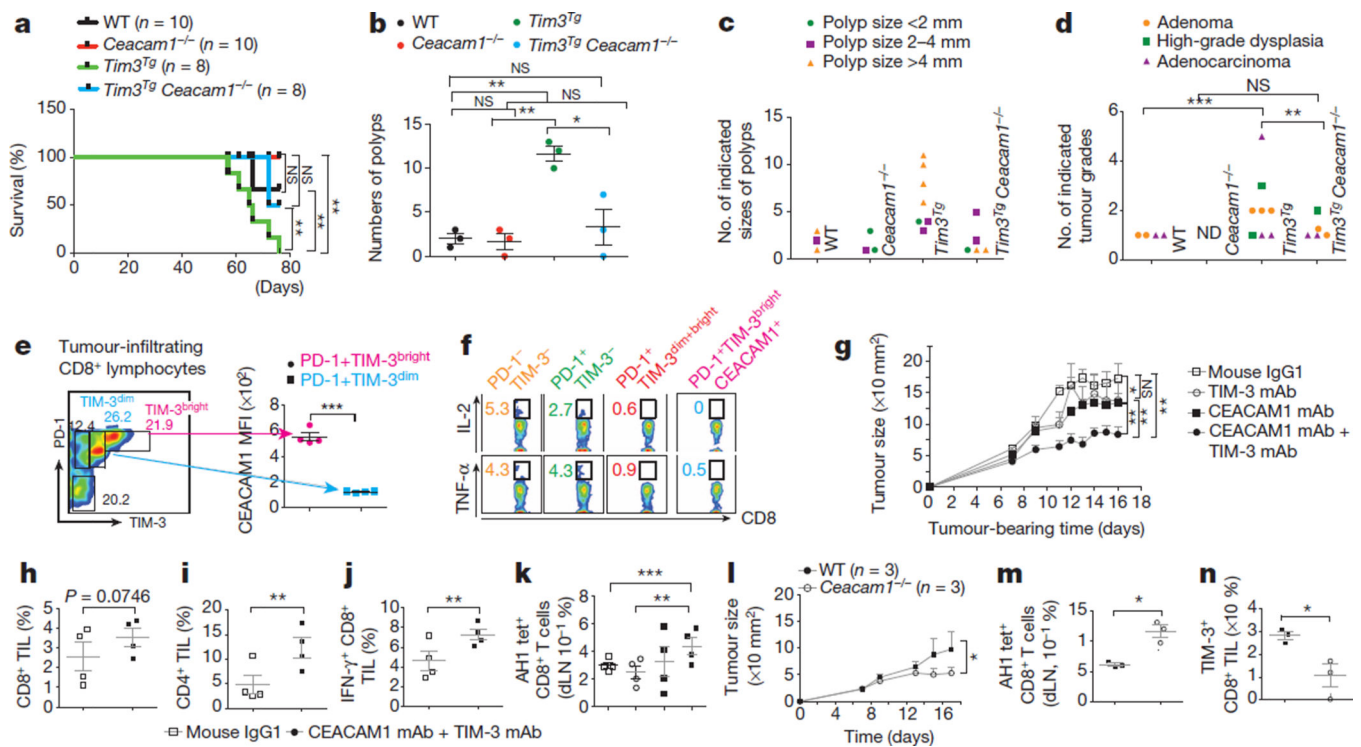 a
WT (n = 10)
Ceacam1–/– (n = 10)
Tim3Tg (n = 8)
Tim3Tg Ceacam1–/– (n = 8)
Survival (%)
100
50
0
0 20 40 60 80
(Days)
NS
NS
**
**
**
b
WT
Tim3Tg
Ceacam1–/–
Tim3Tg Ceacam1–/–
NS
**
NS
NS
**
*
Numbers of polyps
15
10
5
0
c
Polyp size <2 mm
Polyp size 2–4 mm
Polyp size >4 mm
No. of indicated
sizes of polyps
15
10
5
0
WT
Ceacam1–/–
Tim3Tg
Tim3Tg Ceacam1–/–
d
Adenoma
High-grade dysplasia
Adenocarcinoma
NS
***
**
No. of indicated
tumour grades
6
4
2
0
WT
ND
Ceacam1–/–
Tim3Tg
Tim3Tg Ceacam1–/–
e
Tumour-infiltrating
CD8+ lymphocytes
PD-1+TIM-3bright
PD-1+TIM-3dim
TIM-3dim
26.2
TIM-3bright
21.9
12.4
20.2
PD-1
TIM-3
CEACAM1 MFI (×10²)
***
8
6
4
2
0
f
PD-1–
TIM-3–
PD-1+
TIM-3–
PD-1+
TIM-3dim+bright
PD-1+TIM-3bright
CEACAM1+
IL-2
5.3
2.7
0.6
0
TNF-α
4.3
4.3
0.9
0.5
CD8
g
Tumour size (×10 mm²)
20
15
10
5
0
0 7 9 11 12 13 14 15 16 18
Tumour-bearing time (days)
*
NS
**
**
**
Mouse IgG1
TIM-3 mAb
CEACAM1 mAb
CEACAM1 mAb +
TIM-3 mAb
h
P = 0.0746
CD8+ TIL (%)
6
4
2
0
i
**
CD4+ TIL (%)
20
15
10
5
0
j
**
IFN-γ+ CD8+
TIL (%)
10
5
0
k
***
**
AH1 tet+
CD8+ T cells
(dLN 10–1 %)
8
6
4
2
0
Mouse IgG1
CEACAM1 mAb + TIM-3 mAb
l
WT (n = 3)
Ceacam1–/– (n = 3)
Tumour size
(×10 mm²)
15
10
5
0
0 7 9 13 16 18
Time (days)
*
m
*
AH1 tet+
CD8+ T cells
(dLN, 10–1 %)
1.5
1.0
0.5
0
n
*
TIM-3+
CD8+ TIL (×10 %)
4
3
2
1
0